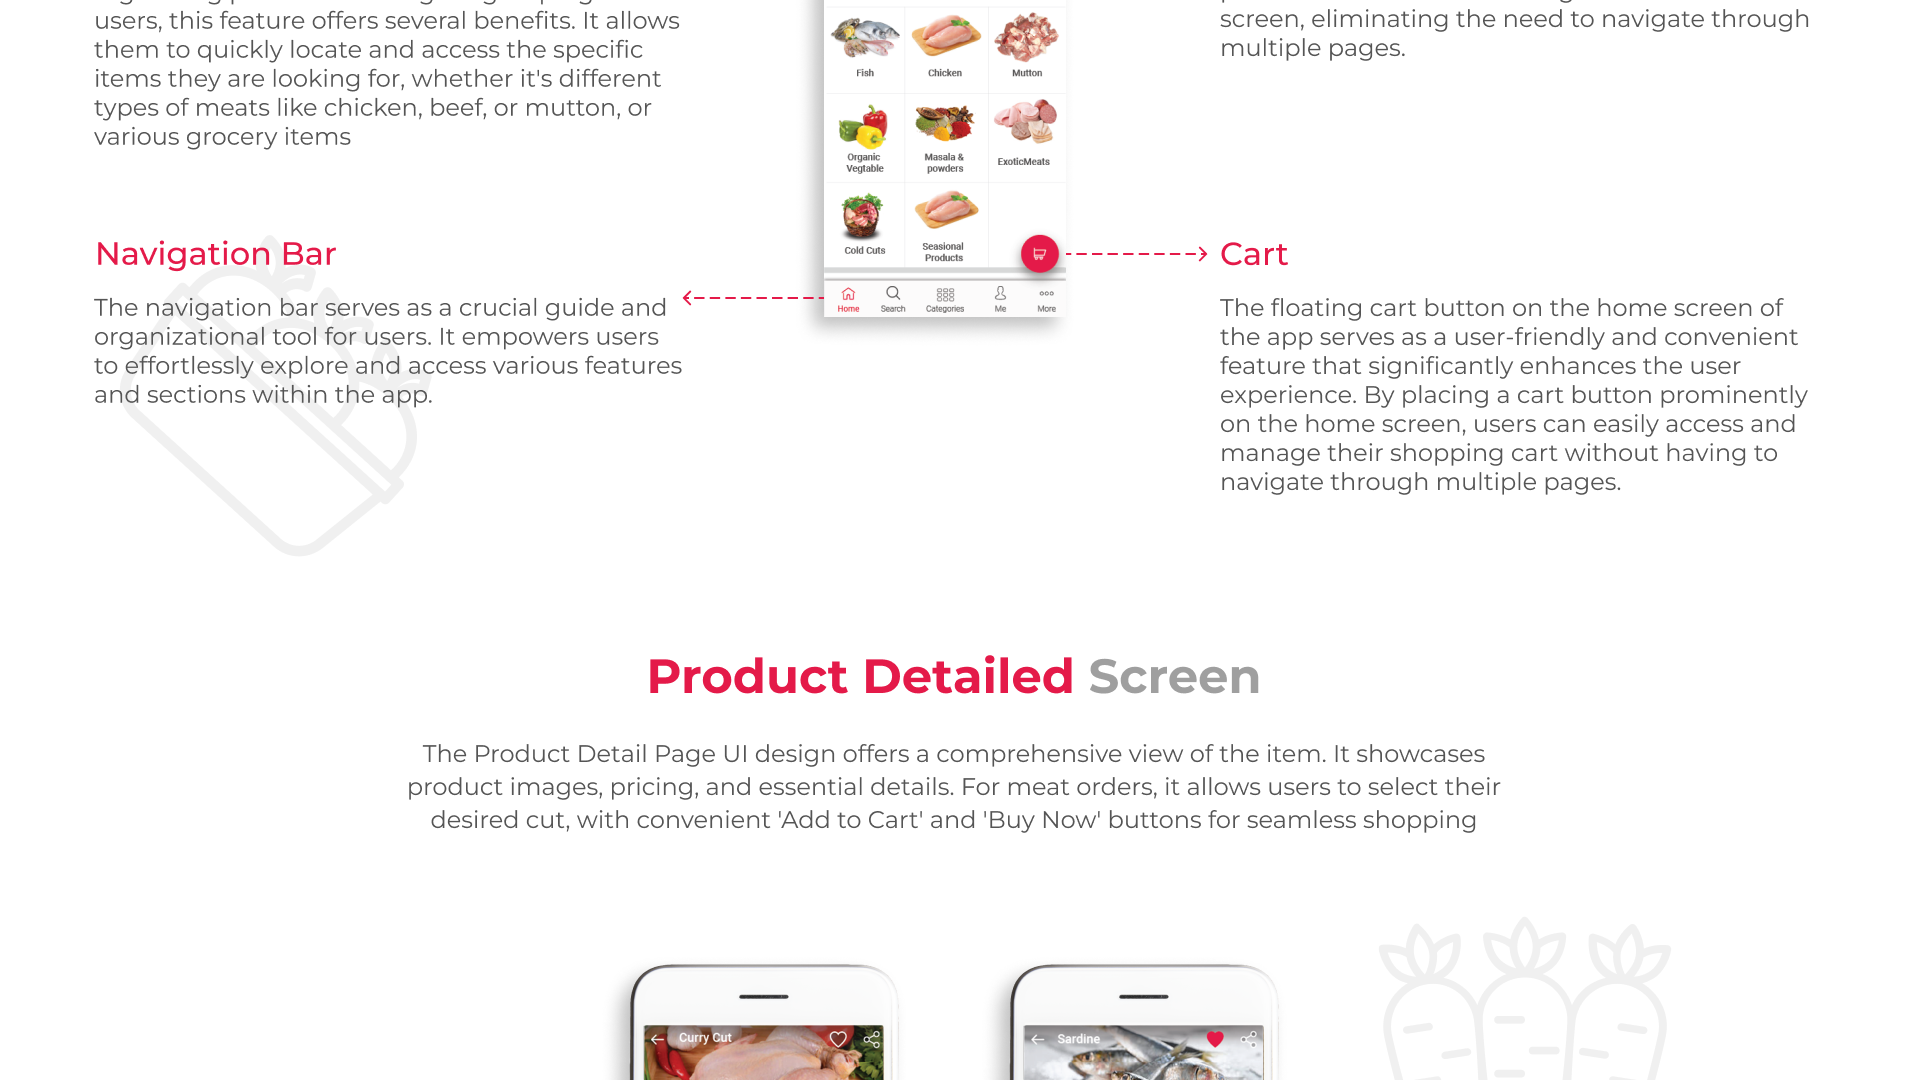 users, this feature offers several benefits. It allows
them to quickly locate and access the specific
items they are looking for, whether it's different
types of meats like chicken, beef, or mutton, or
various grocery items
screen, eliminating the need to navigate through
multiple pages.
Fish
Chicken
Mutton
Organic
Vegtable
Masala &
powders
ExoticMeats
Cold Cuts
Seasional
Products
Home
Search
Categories
Me
More
Navigation Bar
The navigation bar serves as a crucial guide and
organizational tool for users. It empowers users
to effortlessly explore and access various features
and sections within the app.
Cart
The floating cart button on the home screen of
the app serves as a user-friendly and convenient
feature that significantly enhances the user
experience. By placing a cart button prominently
on the home screen, users can easily access and
manage their shopping cart without having to
navigate through multiple pages.
Product Detailed Screen
The Product Detail Page UI design offers a comprehensive view of the item. It showcases
product images, pricing, and essential details. For meat orders, it allows users to select their
desired cut, with convenient 'Add to Cart' and 'Buy Now' buttons for seamless shopping
Curry Cut
Sardine